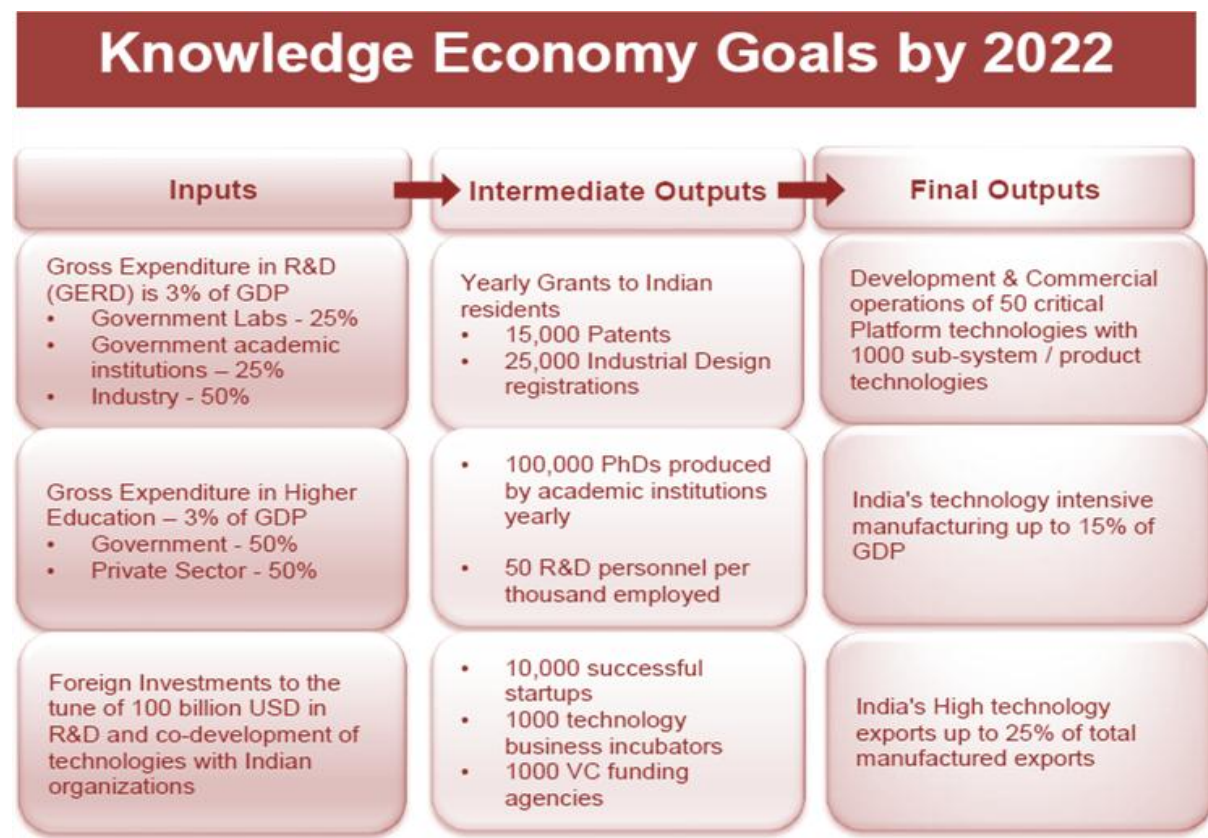 Knowledge Economy Goals by 2022
Inputs
Intermediate Outputs
Final Outputs
Gross Expenditure in R&D
(GERD) is 3% of GDP
• Government Labs - 25%
• Government academic
institutions – 25%
• Industry - 50%
Yearly Grants to Indian
residents
• 15,000 Patents
• 25,000 Industrial Design
registrations
Development & Commercial
operations of 50 critical
Platform technologies with
1000 sub-system / product
technologies
Gross Expenditure in Higher
Education – 3% of GDP
• Government - 50%
• Private Sector - 50%
• 100,000 PhDs produced
by academic institutions
yearly
• 50 R&D personnel per
thousand employed
India's technology intensive
manufacturing up to 15% of
GDP
Foreign Investments to the
tune of 100 billion USD in
R&D and co-development of
technologies with Indian
organizations
• 10,000 successful
startups
• 1000 technology
business incubators
• 1000 VC funding
agencies
India's High technology
exports up to 25% of total
manufactured exports